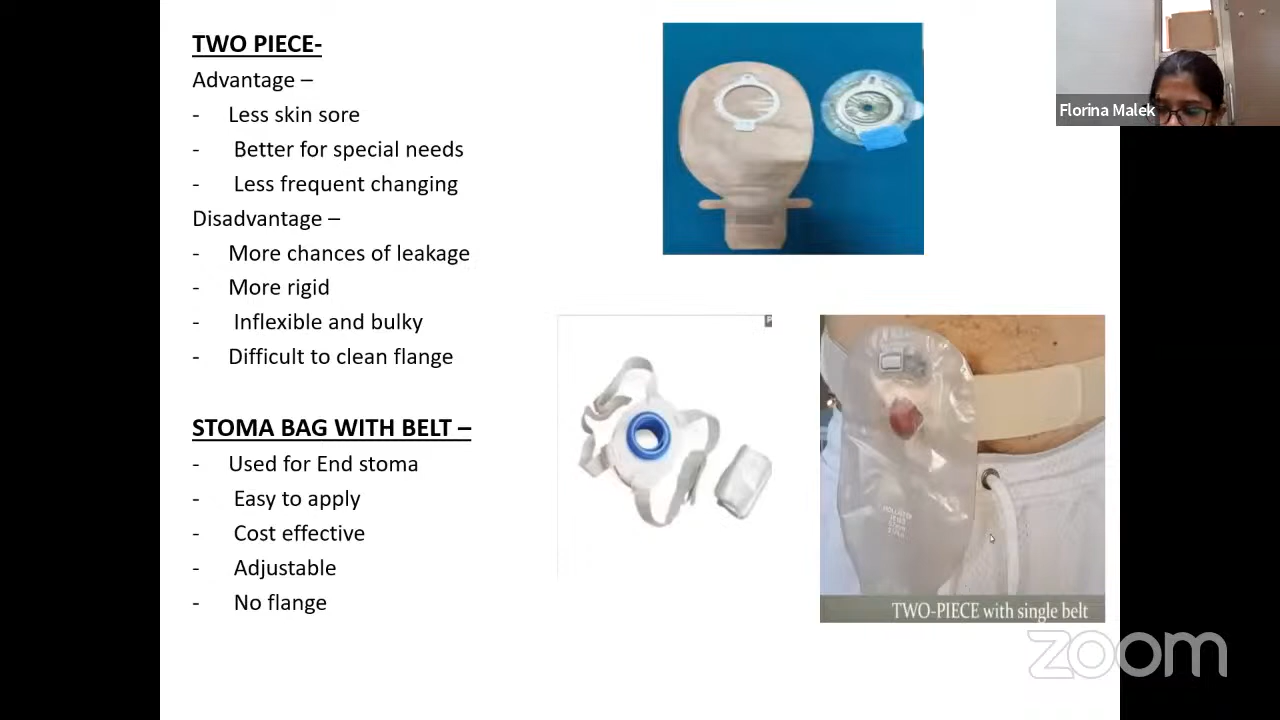 TWO PIECE-
Advantage –
- Less skin sore
- Better for special needs
- Less frequent changing
Disadvantage –
- More chances of leakage
- More rigid
- Inflexible and bulky
- Difficult to clean flange
STOMA BAG WITH BELT –
- Used for End stoma
- Easy to apply
- Cost effective
- Adjustable
- No flange
Florina Malek
TWO-PIECE with single belt
zoom